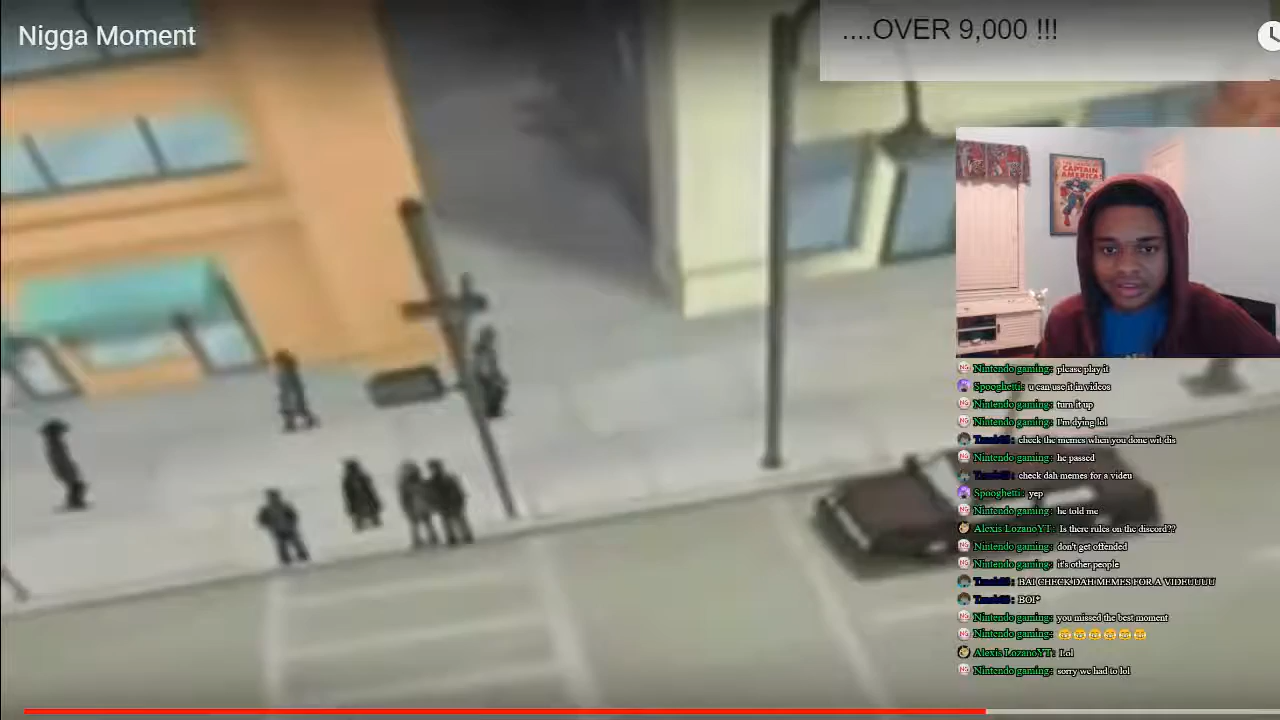 Nigga Moment
....OVER 9,000 !!!
CAPTAIN
AMERICA
Nintendo gaming: please play it
Spooghetti: u can use it in videos
Nintendo gaming: turn it up
Nintendo gaming: I'm dying lol
check the memes when you done wit dis
Nintendo gaming: he passed
check dah memes for a video
Spooghetti: yep
Nintendo gaming: he told me
Alexis LozanoYT: Is there rules on the discord??
Nintendo gaming: don't get offended
Nintendo gaming: it's other people
BAI CHECK DAH MEMES FOR A VIDEUUUU
BOI*
Nintendo gaming: you missed the best moment
Nintendo gaming:
Alexis LozanoYT: Lol
Nintendo gaming: sorry we had to lol